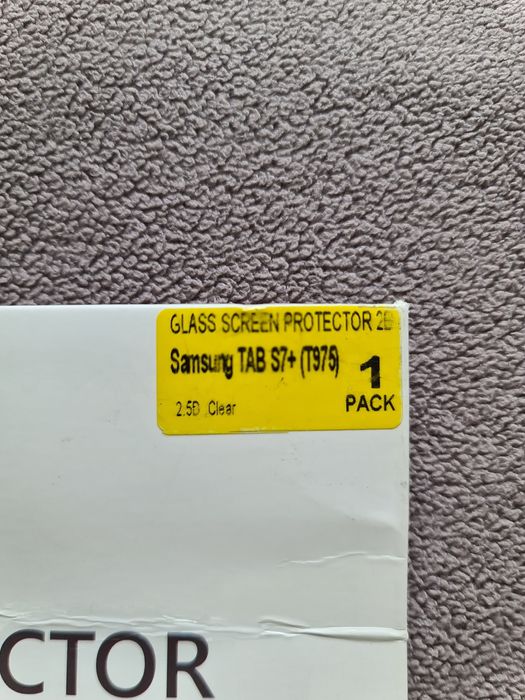 GLASS SCREEN PROTECTOR
Samsung TAB S7+ (T975)
1
PACK
2.5D Clear
CTOR